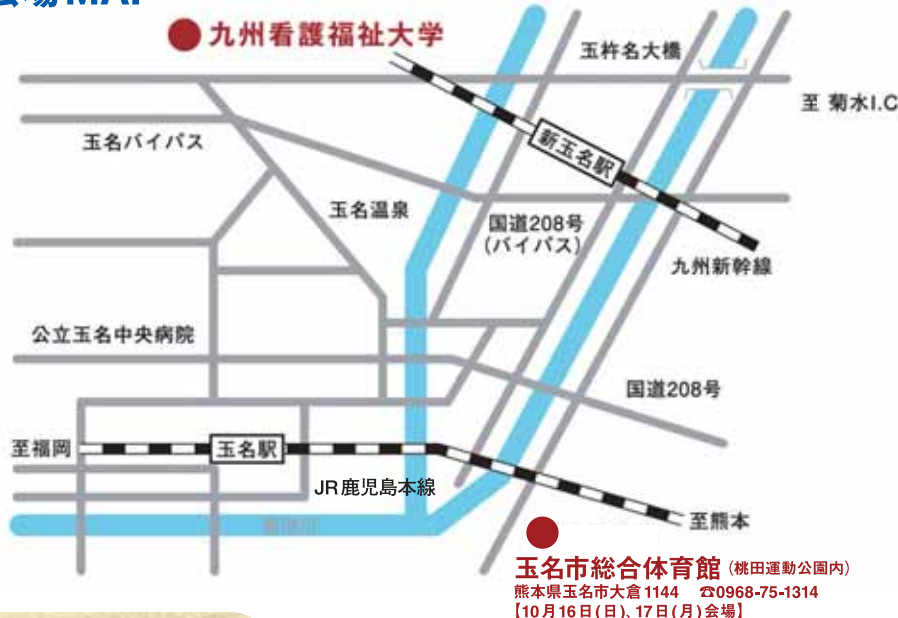 会場MAP
九州看護福祉大学
玉杵名大橋
至 菊水I.C
玉名バイパス
新玉名駅
玉名温泉
国道208号
(バイパス)
九州新幹線
公立玉名中央病院
国道208号
至福岡
玉名駅
JR鹿児島本線
至熊本
玉名市総合体育館(桃田運動公園内)
熊本県玉名市大倉1144 ☎0968-75-1314
【10月16日(日)、17日(月)会場】